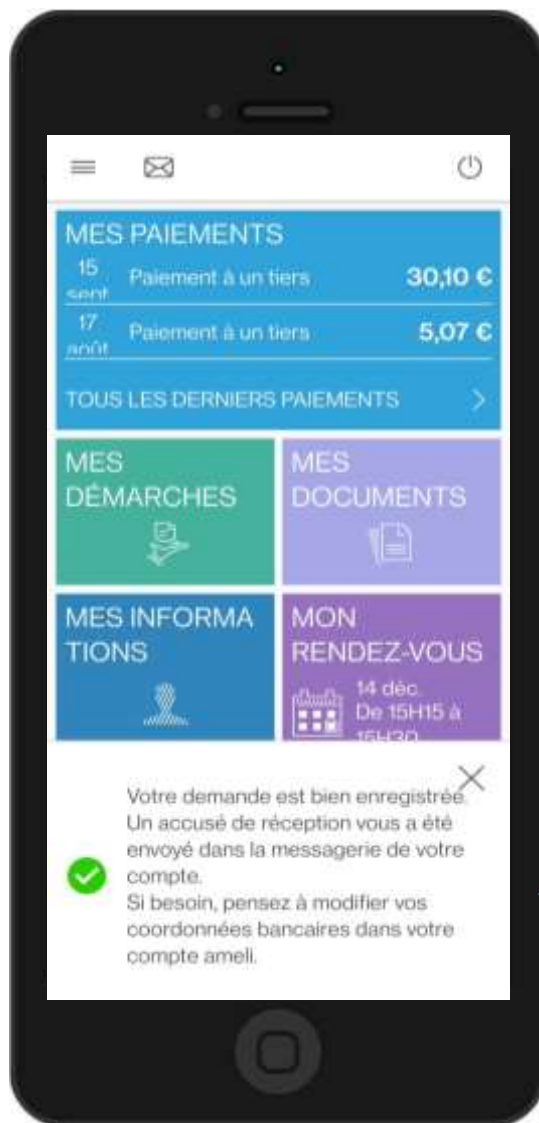 MES PAIEMENTS
15 sept Paiement à un tiers 30,10 €
17 août Paiement à un tiers 5,07 €
TOUS LES DERNIERS PAIEMENTS
MES
DÉMARCHES
MES
DOCUMENTS
MES INFORMA
TIONS
MON
RENDEZ-VOUS
14 déc.
De 15H15 à
15H30
Votre demande est bien enregistrée.
Un accusé de réception vous a été
envoyé dans la messagerie de votre
compte.
Si besoin, pensez à modifier vos
coordonnées bancaires dans votre
compte ameli.